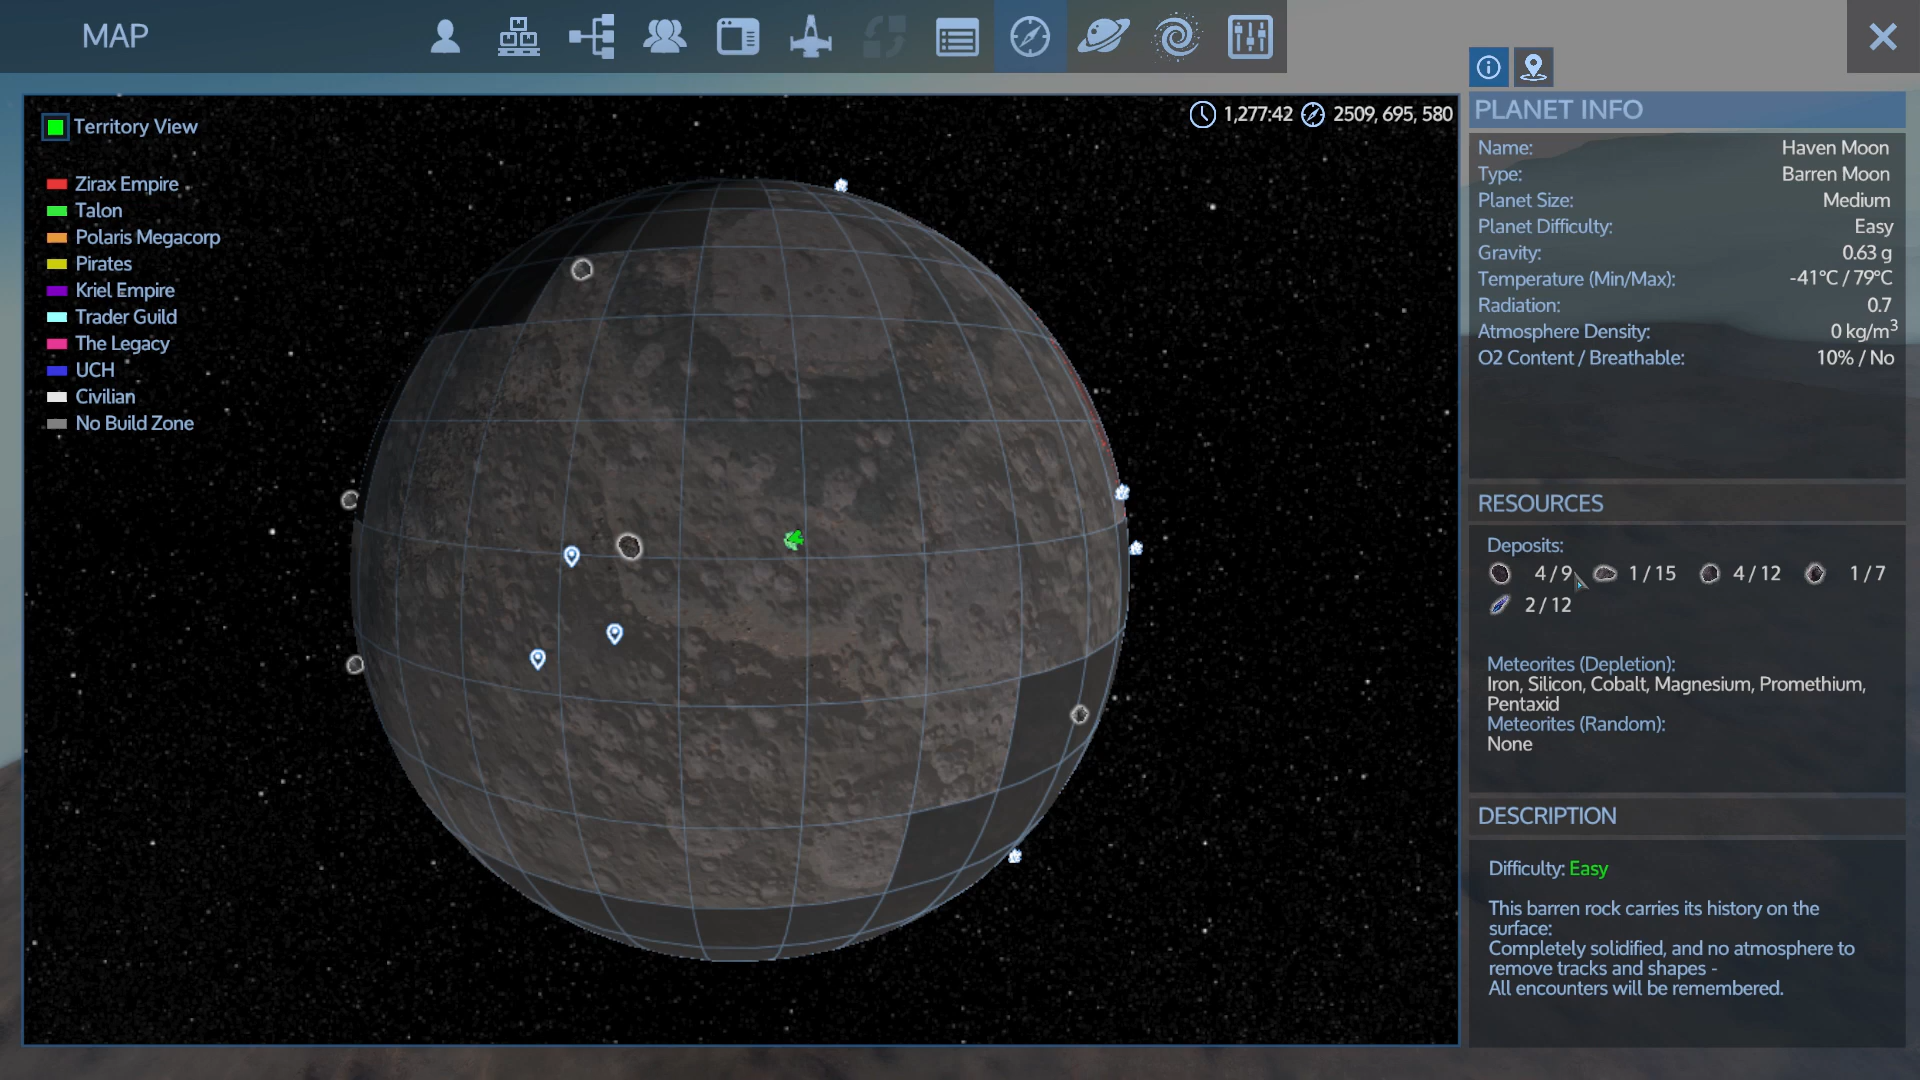 MAP
Territory View
1,277:42 2509, 695, 580
Zirax Empire
Talon
Polaris Megacorp
Pirates
Kriel Empire
Trader Guild
The Legacy
UCH
Civilian
No Build Zone
PLANET INFO
Name: Haven Moon
Type: Barren Moon
Planet Size: Medium
Planet Difficulty: Easy
Gravity: 0.63 g
Temperature (Min/Max): -41°C / 79°C
Radiation: 0.7
Atmosphere Density: 0 kg/m³
O2 Content / Breathable: 10% / No
RESOURCES
Deposits:
4 / 9 1 / 15 4 / 12 1 / 7
2 / 12
Meteorites (Depletion):
Iron, Silicon, Cobalt, Magnesium, Promethium,
Pentaxid
Meteorites (Random):
None
DESCRIPTION
Difficulty: Easy
This barren rock carries its history on the
surface:
Completely solidified, and no atmosphere to
remove tracks and shapes -
All encounters will be remembered.